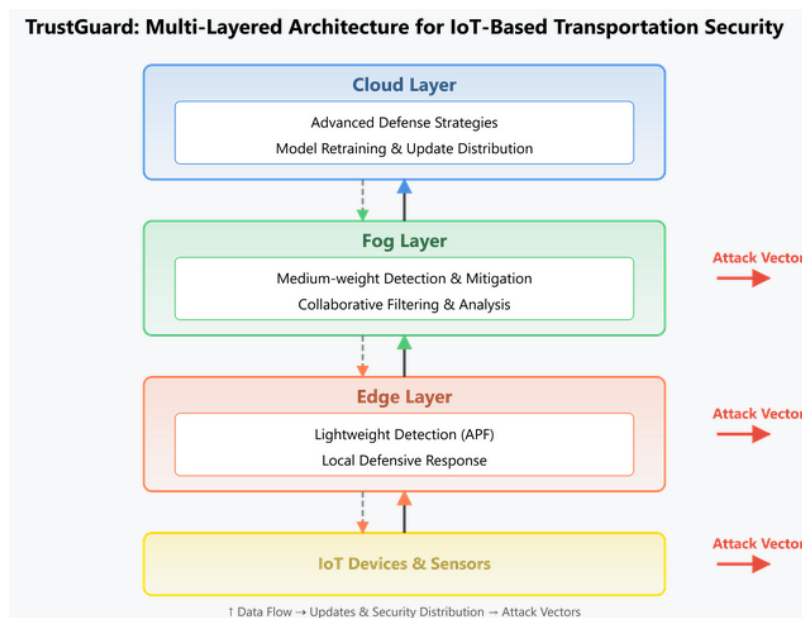 TrustGuard: Multi-Layered Architecture for IoT-Based Transportation Security
Cloud Layer
Advanced Defense Strategies
Model Retraining & Update Distribution
Fog Layer
Medium-weight Detection & Mitigation
Collaborative Filtering & Analysis
Attack Vector
Edge Layer
Lightweight Detection (APF)
Local Defensive Response
Attack Vector
IoT Devices & Sensors
Attack Vector
↑ Data Flow → Updates & Security Distribution → Attack Vectors